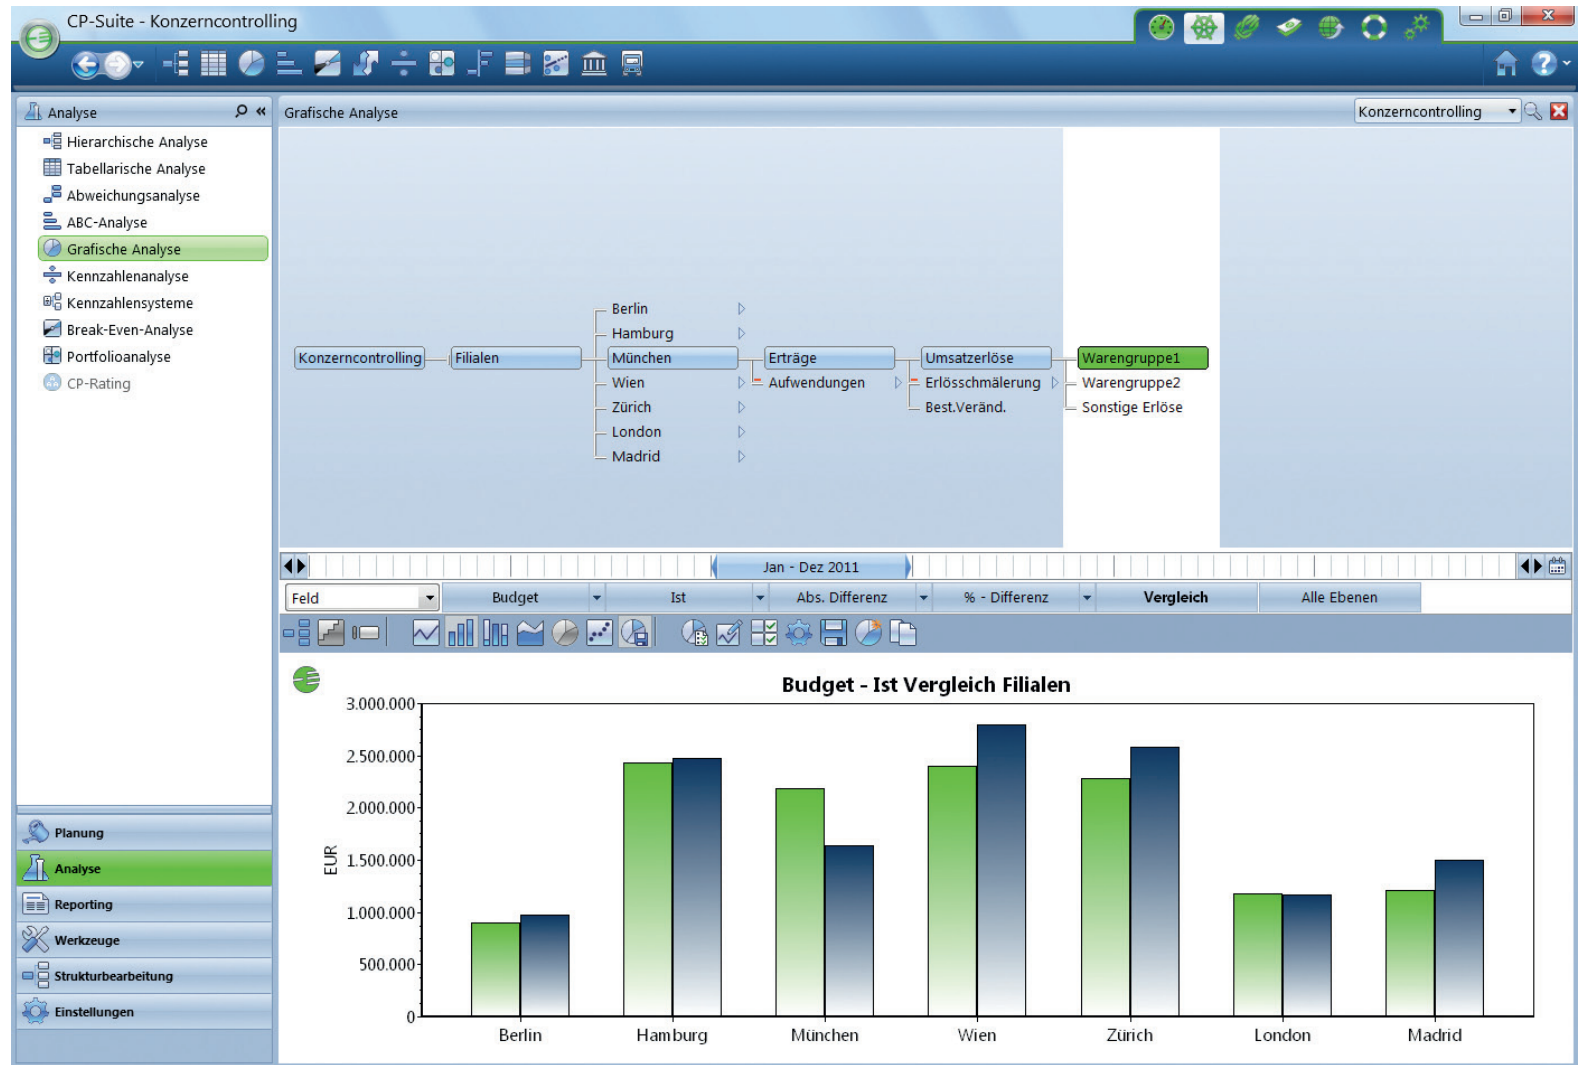 CP-Suite - Konzerncontrolling
Analyse
Hierarchische Analyse
Tabellarische Analyse
Abweichungsanalyse
ABC-Analyse
Grafische Analyse
Kennzahlenanalyse
Kennzahlensysteme
Break-Even-Analyse
Portfolioanalyse
CP-Rating
Planung
Analyse
Reporting
Werkzeuge
Strukturbearbeitung
Einstellungen
Grafische Analyse
Konzerncontrolling
Konzerncontrolling
Filialen
Berlin
Hamburg
München
Wien
Zürich
London
Madrid
Erträge
Aufwendungen
Umsatzerlöse
Erlösschmälerung
Best.Veränd.
Warengruppe1
Warengruppe2
Sonstige Erlöse
Jan - Dez 2011
Feld
Budget
Ist
Abs. Differenz
% - Differenz
Vergleich
Alle Ebenen
Budget - Ist Vergleich Filialen
EUR
3.000.000
2.500.000
2.000.000
1.500.000
1.000.000
500.000
0
Berlin
Hamburg
München
Wien
Zürich
London
Madrid